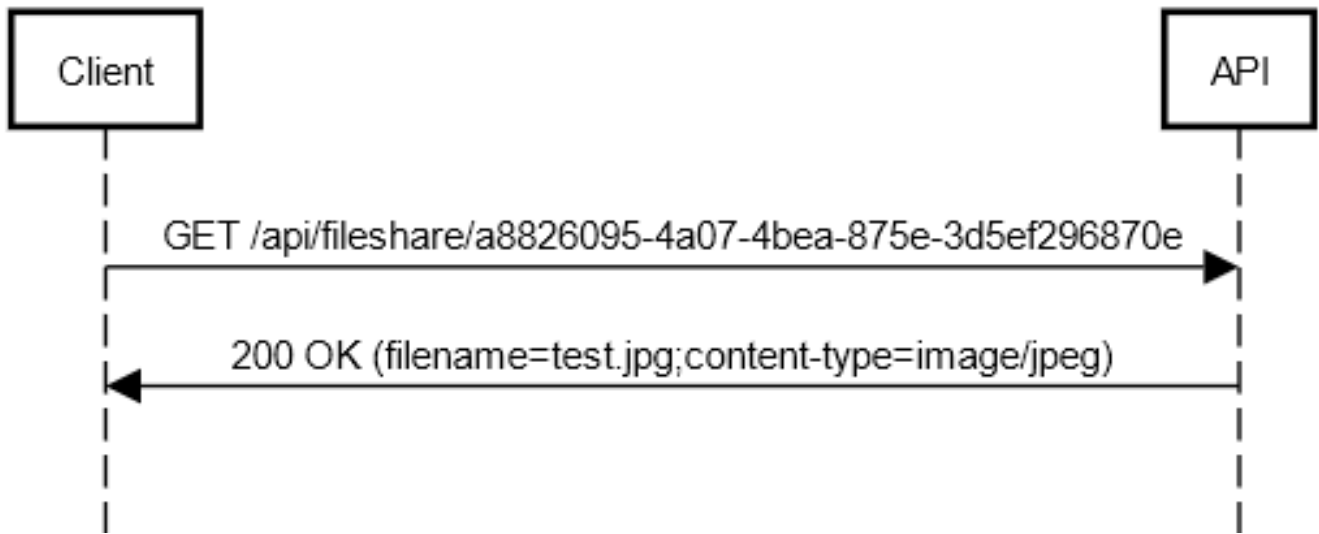 Client
API
GET /api/fileshare/a8826095-4a07-4bea-875e-3d5ef296870e
200 OK (filename=test.jpg;content-type=image/jpeg)